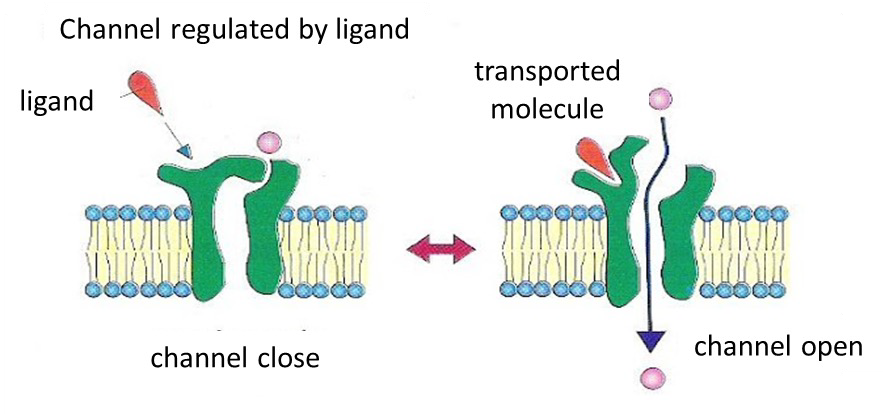 Channel regulated by ligand
ligand
transported
molecule
channel close
channel open